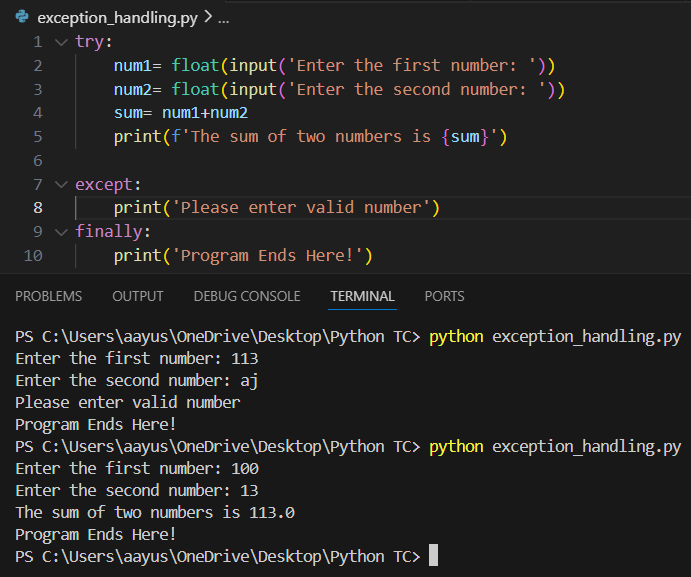 exception_handling.py > ...
1 try:
2     num1= float(input('Enter the first number: '))
3     num2= float(input('Enter the second number: '))
4     sum= num1+num2
5     print(f'The sum of two numbers is {sum}')
6
7 except:
8     print('Please enter valid number')
9 finally:
10     print('Program Ends Here!')
PROBLEMS OUTPUT DEBUG CONSOLE TERMINAL PORTS
PS C:\Users\aayus\OneDrive\Desktop\Python TC> python exception_handling.py
Enter the first number: 113
Enter the second number: aj
Please enter valid number
Program Ends Here!
PS C:\Users\aayus\OneDrive\Desktop\Python TC> python exception_handling.py
Enter the first number: 100
Enter the second number: 13
The sum of two numbers is 113.0
Program Ends Here!
PS C:\Users\aayus\OneDrive\Desktop\Python TC>